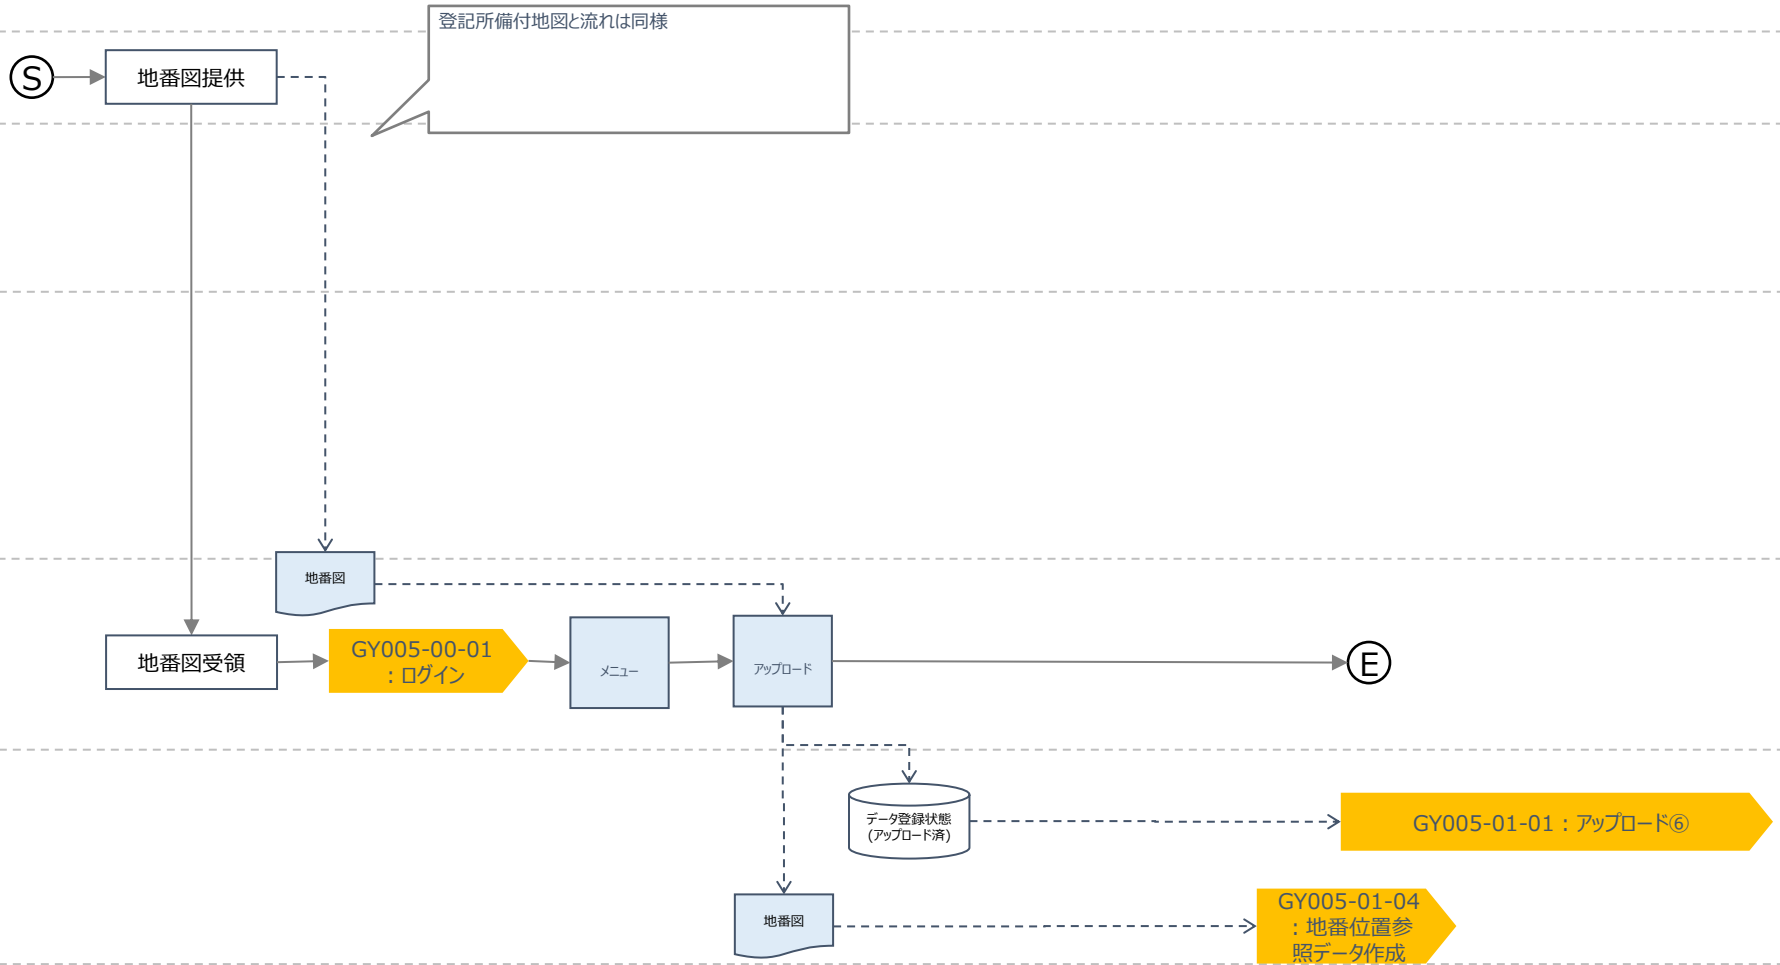 登記所備付地図と流れは同様
S
地番図提供
地番図
地番図受領
GY005-00-01
：ログイン
メニュー
アップロード
E
データ登録状態
(アップロード済)
GY005-01-01：アップロード⑥
地番図
GY005-01-04
：地番位置参
照データ作成